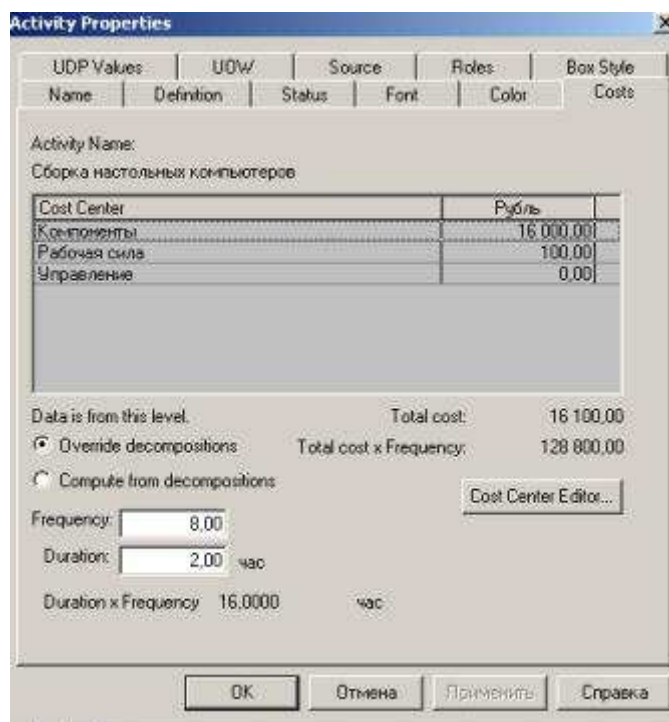 Activity Properties
UDP Values UOW Source Roles Box Style
Name Definition Status Font Color Costs
Activity Name:
Сборка настольных компьютеров
Cost Center Рубль
Компоненты 16 000,00
Рабочая сила 100,00
Управление 0,00
Data is from this level. Total cost: 16 100,00
Override decompositions Total cost x Frequency: 128 800,00
Compute from decompositions
Cost Center Editor...
Frequency: 8,00
Duration: 2,00 час
Duration x Frequency 16,0000 час
OK Отмена Применить Справка